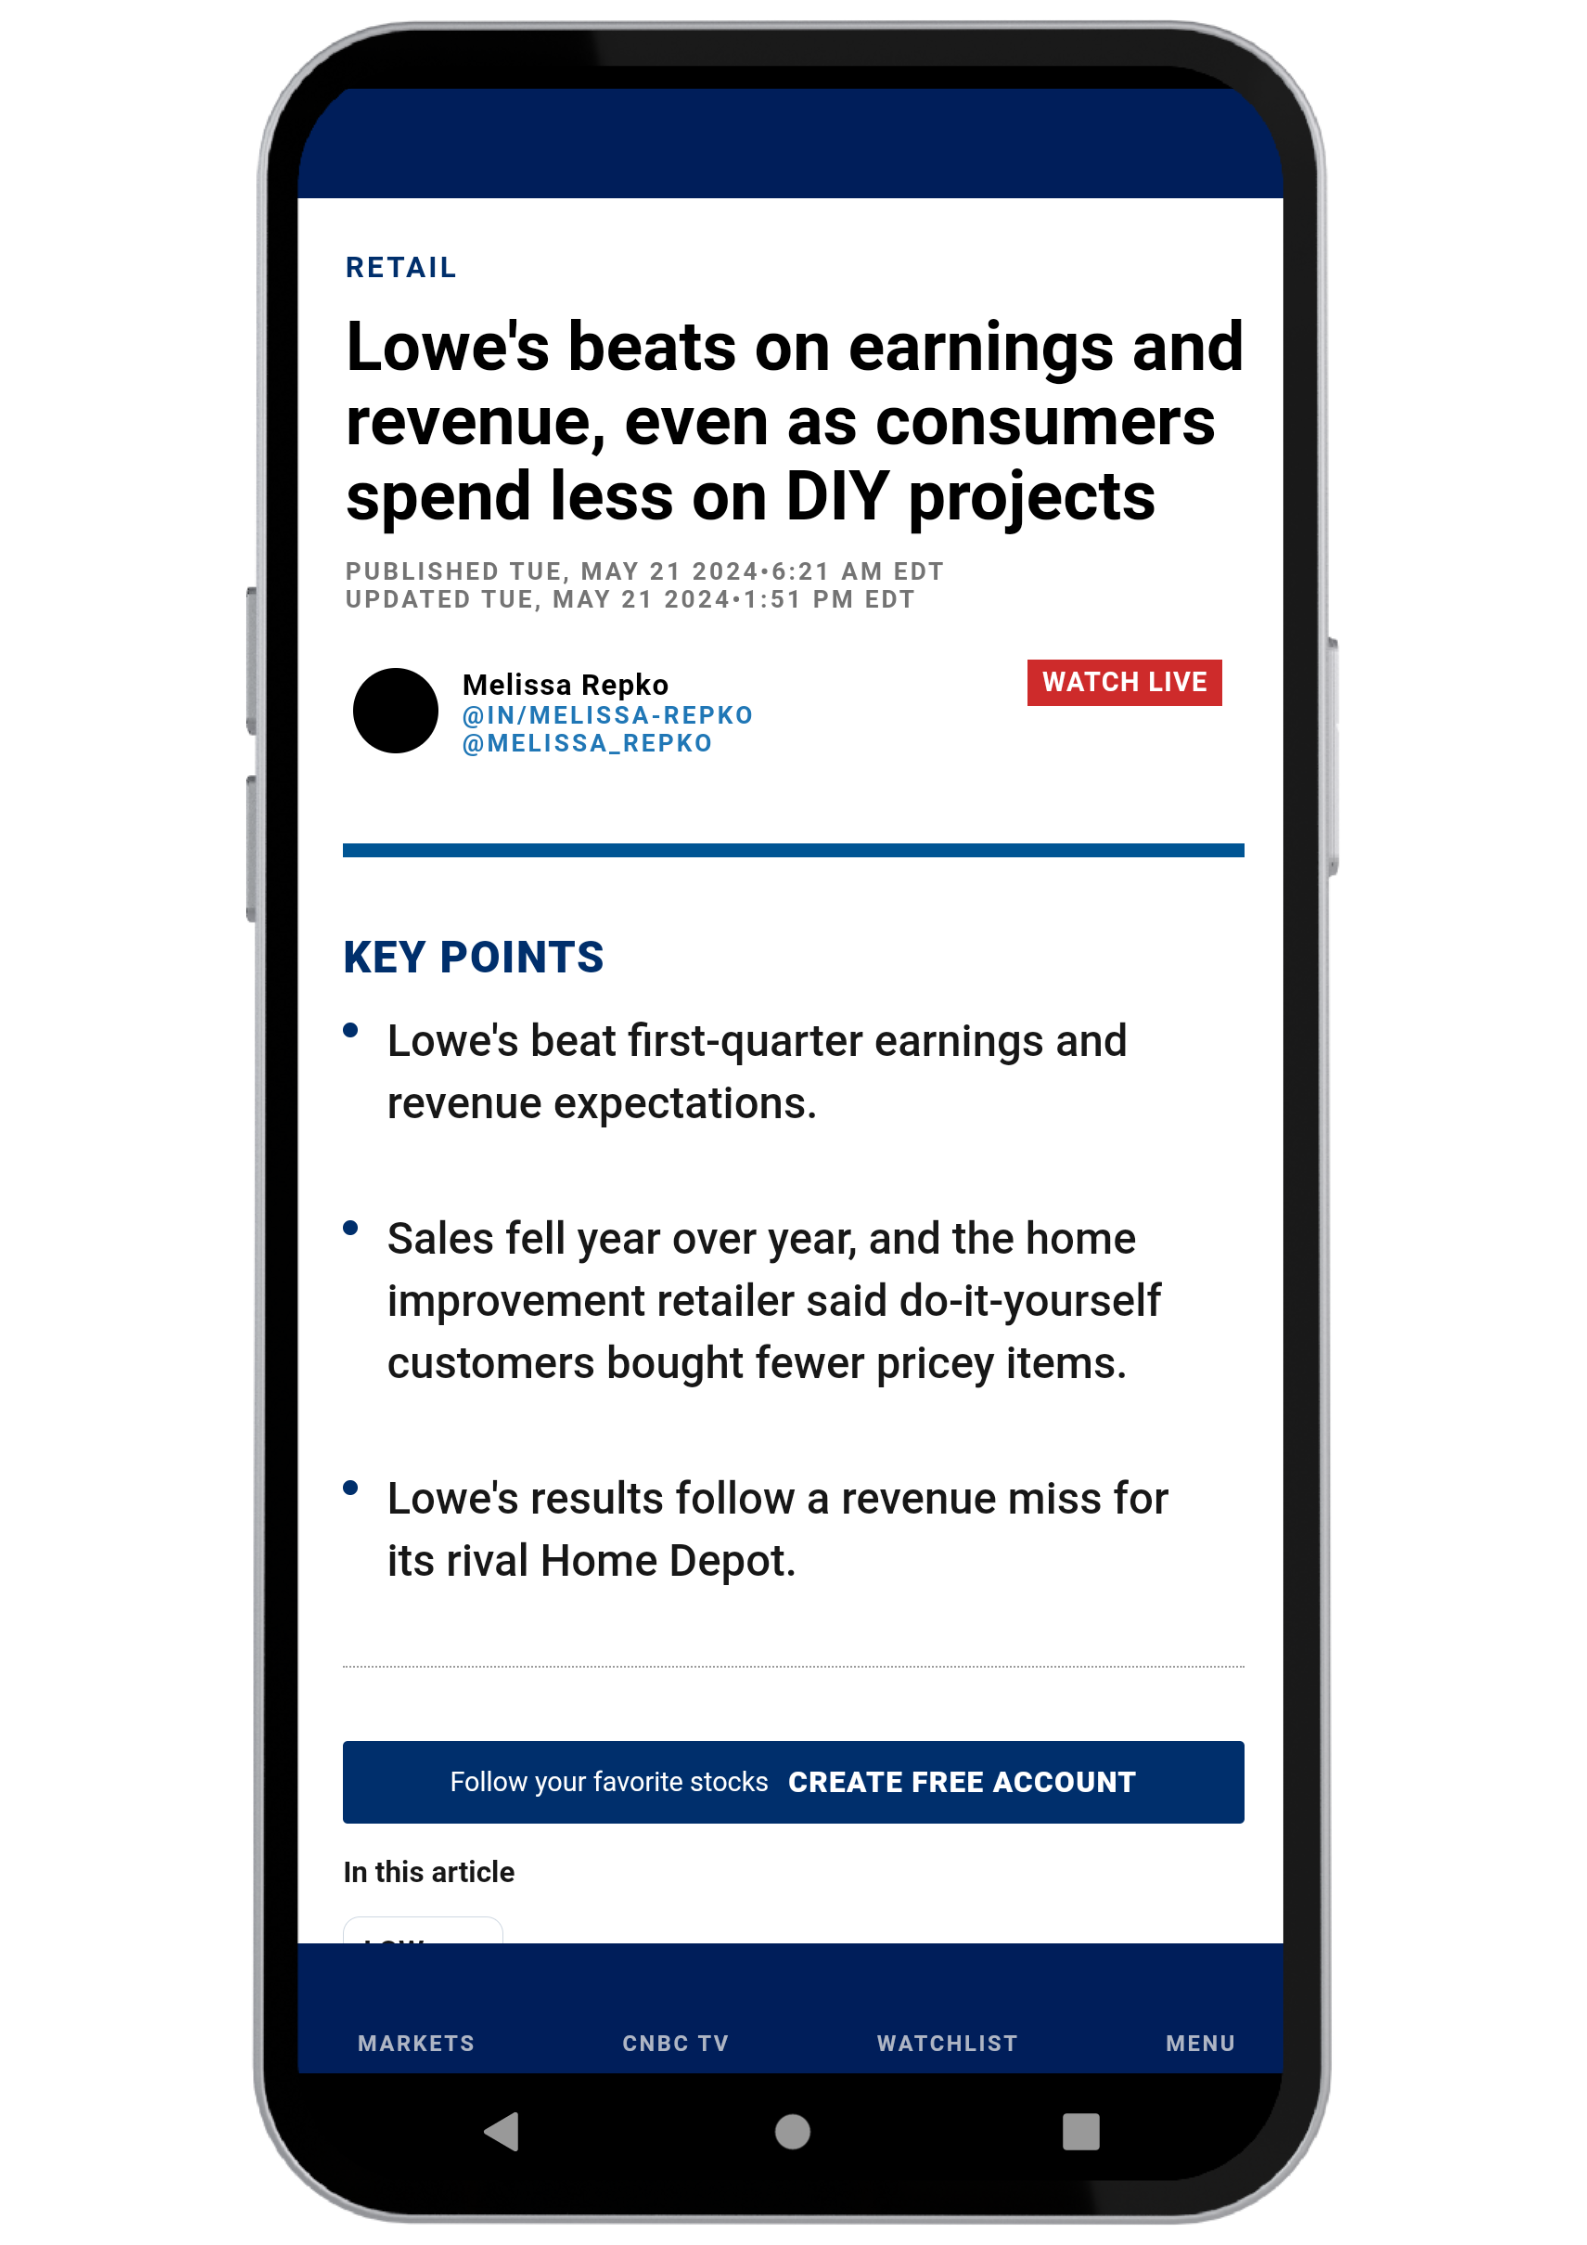 RETAIL
Lowe's beats on earnings and
revenue, even as consumers
spend less on DIY projects
PUBLISHED TUE, MAY 21 2024•6:21 AM EDT
UPDATED TUE, MAY 21 2024•1:51 PM EDT
Melissa Repko
@IN/MELISSA-REPKO
@MELISSA_REPKO
WATCH LIVE
KEY POINTS
• Lowe's beat first-quarter earnings and
revenue expectations.
• Sales fell year over year, and the home
improvement retailer said do-it-yourself
customers bought fewer pricey items.
• Lowe's results follow a revenue miss for
its rival Home Depot.
Follow your favorite stocks CREATE FREE ACCOUNT
In this article
MARKETS CNBC TV WATCHLIST MENU